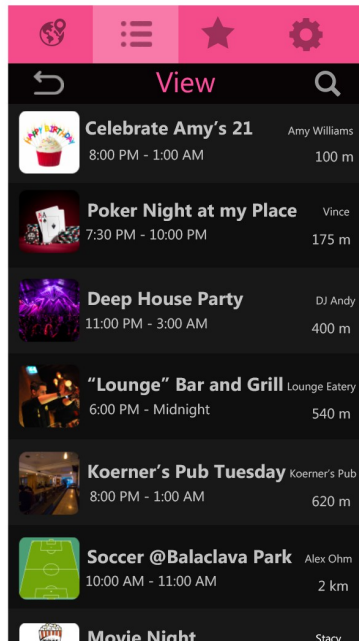 View
Celebrate Amy's 21
Amy Williams
8:00 PM - 1:00 AM
100 m
Poker Night at my Place
Vince
7:30 PM - 10:00 PM
175 m
Deep House Party
DJ Andy
11:00 PM - 3:00 AM
400 m
“Lounge” Bar and Grill
Lounge Eatery
6:00 PM - Midnight
540 m
Koerner's Pub Tuesday
Koerner's Pub
8:00 PM - 1:00 AM
620 m
Soccer @Balaclava Park
Alex Ohm
10:00 AM - 11:00 AM
2 km
Movie Night
Stacy